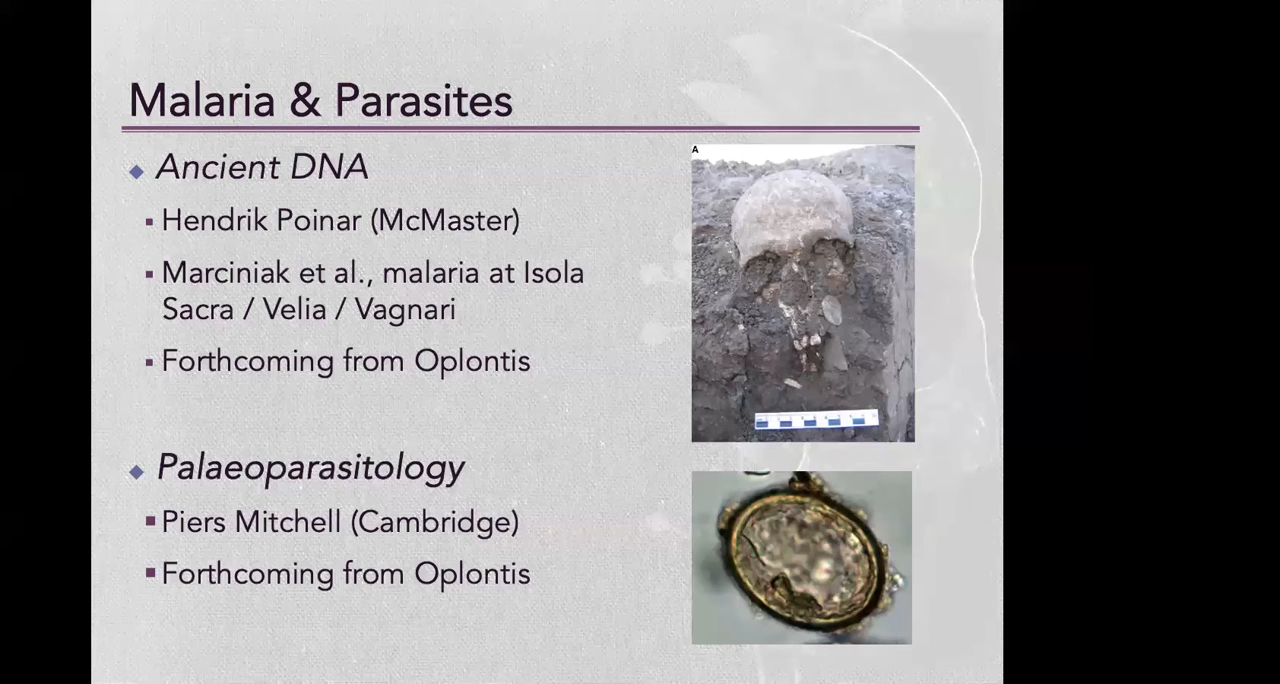 Malaria & Parasites
Ancient DNA
Hendrik Poinar (McMaster)
Marciniak et al., malaria at Isola
Sacra / Velia / Vagnari
Forthcoming from Oplontis
Palaeoparasitology
Piers Mitchell (Cambridge)
Forthcoming from Oplontis
A